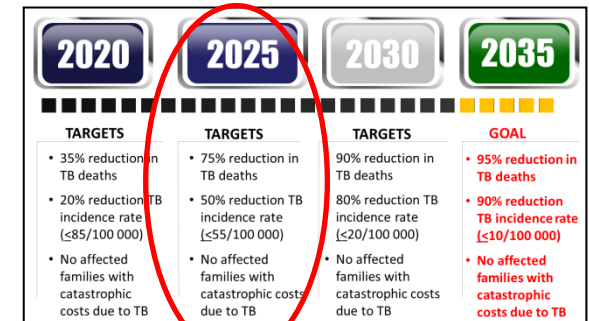 2020
2025
2030
2035
TARGETS
• 35% reduction in
TB deaths
• 20% reduction TB
incidence rate
(<85/100 000)
• No affected
families with
catastrophic
costs due to TB
TARGETS
• 75% reduction in
TB deaths
• 50% reduction TB
incidence rate
(<55/100 000)
• No affected
families with
catastrophic costs
due to TB
TARGETS
90% reduction in
TB deaths
80% reduction TB
incidence rate
(<20/100 000)
No affected
families with
catastrophic costs
due to TB
GOAL
• 95% reduction in
TB deaths
• 90% reduction
TB incidence rate
(<10/100 000)
• No affected
families with
catastrophic
costs due to TB